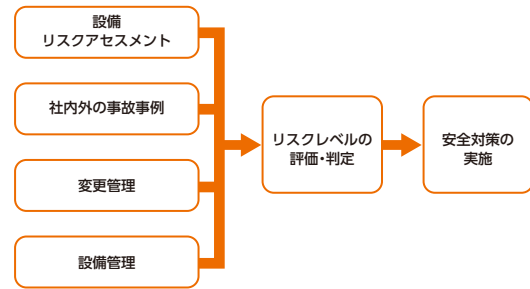 設備
リスクアセスメント
社内外の事故事例
変更管理
設備管理
リスクレベルの
評価・判定
安全対策の
実施